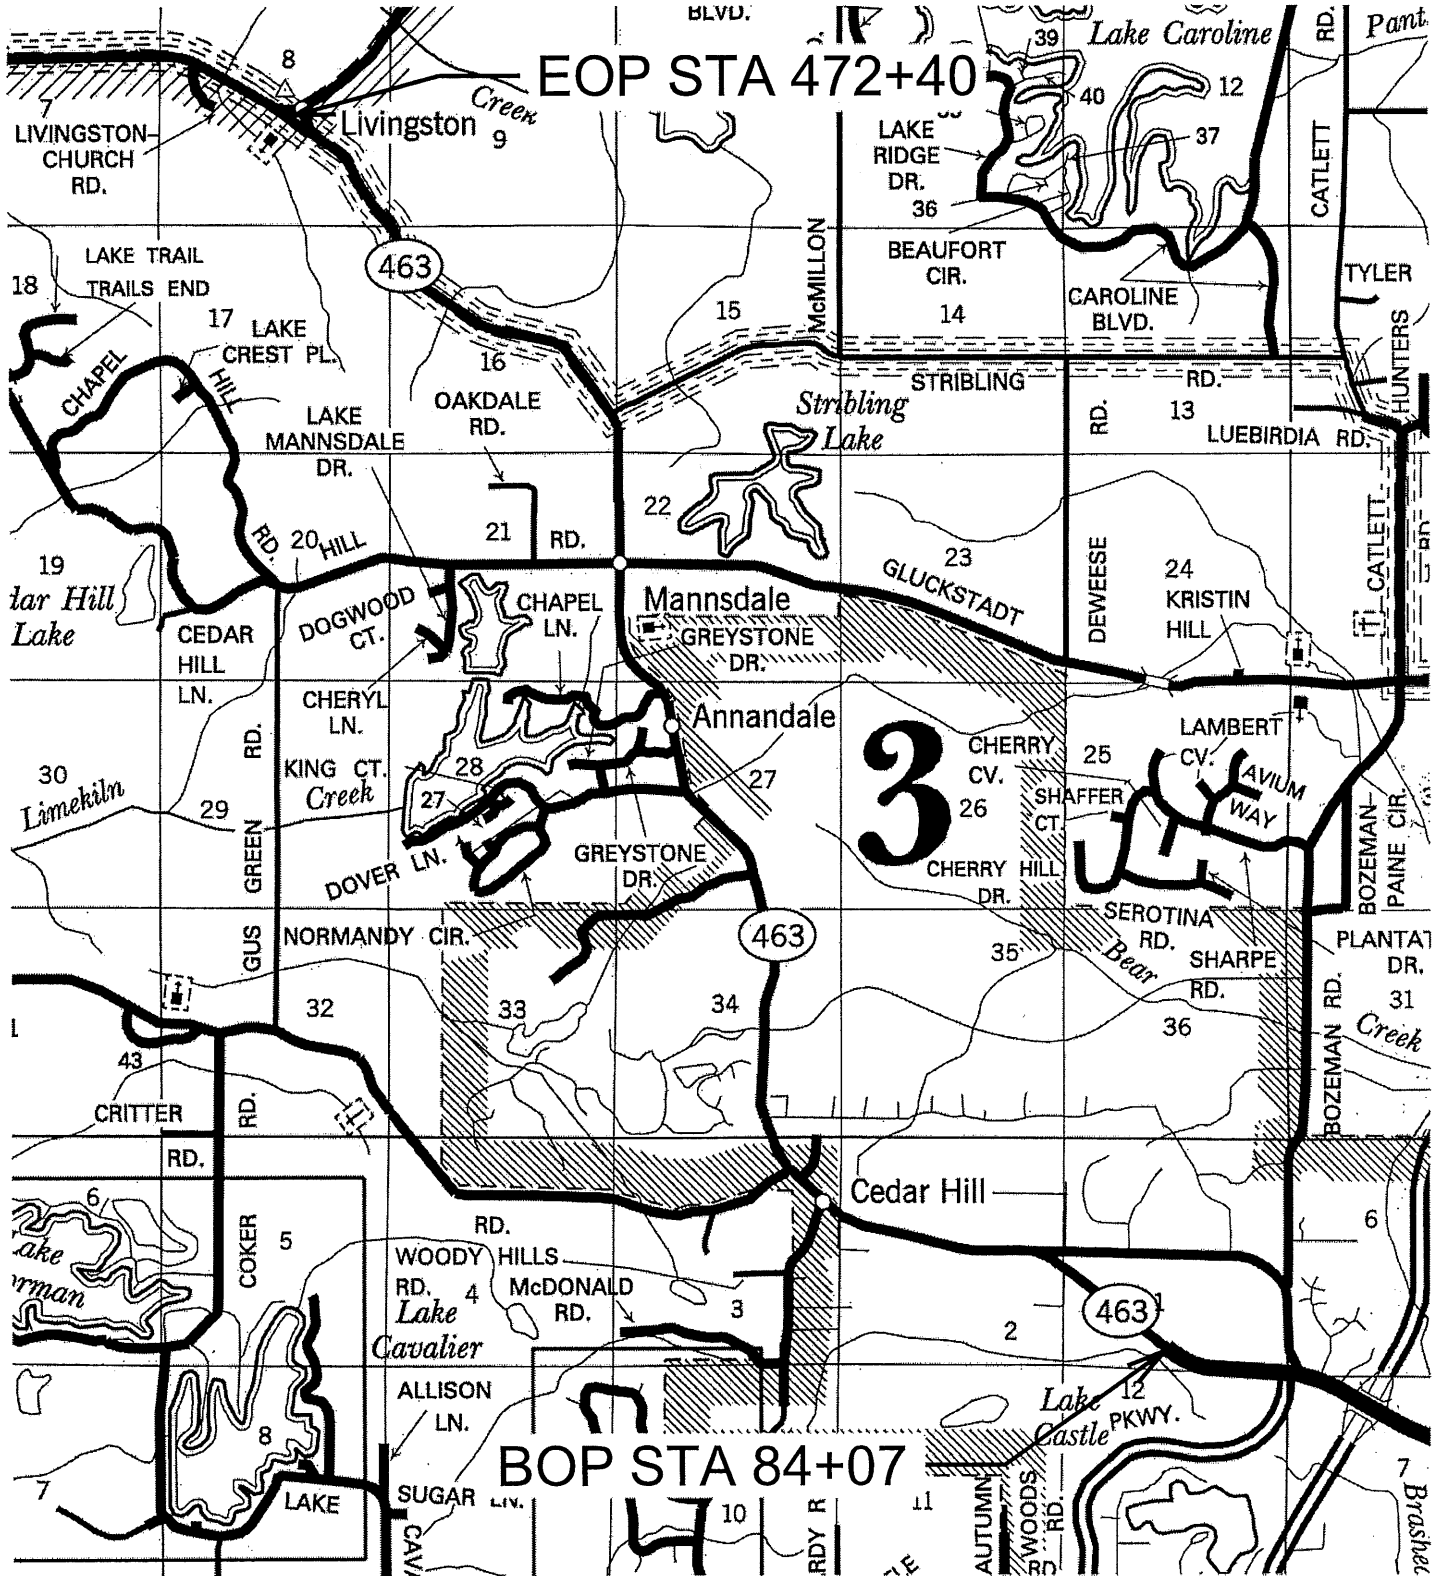 BLVD.
8
39
Lake Caroline
RD.
EOP STA 472+40
7
Creek
40
12
LIVINGSTON-
CHURCH
RD.
Livingston
9
LAKE
RIDGE
DR.
37
36
CATLETT
McMILLON
LAKE TRAIL
TRAILS END
463
BEAUFORT
CIR.
TYLER
18
17
LAKE
CREST PL.
15
14
CAROLINE
BLVD.
HUNTERS
CHAPEL
HILL
16
STRIBLING
RD.
LAKE
MANNSDALE
DR.
OAKDALE
RD.
Stribling
Lake
RD.
13
LUEBIRDIA RD.
22
CATLETT
19
RD.
20
HILL
21
RD.
23
GLUCKSTADT
DEWEESE
24
KRISTIN
HILL
Lake
DOGWOOD
CT.
CHAPEL
LN.
Mannsdale
GREYSTONE
DR.
CEDAR
HILL
LN.
CHERYL
LN.
Annandale
LAMBERT
CV.
30
Limekiln
29
RD.
KING CT.
Creek
28
27
27
3
CHERRY
CV.
26
25
SHAFFER
CT.
AVIUM
WAY
GREEN
DOVER LN.
GREYSTONE
DR.
CHERRY HILL
DR.
BOZEMAN-
PAINE CIR.
GUS
NORMANDY CIR.
463
35
Bear
SEROTINA
RD.
SHARPE
RD.
DR.
32
33
34
36
31
Creek
BOZEMAN RD.
43
CRITTER
RD.
RD.
6
COKER
5
RD.
Cedar Hill
6
WOODY HILLS
RD.
4
McDONALD
RD.
3
Lake
Cavalier
463
2
ALLISON
LN.
12
Lake
Castle
PKWY.
8
BOP STA 84+07
7
7
LAKE
SUGAR LN.
10
11
AUTUMN
WOODS
RD.
RD